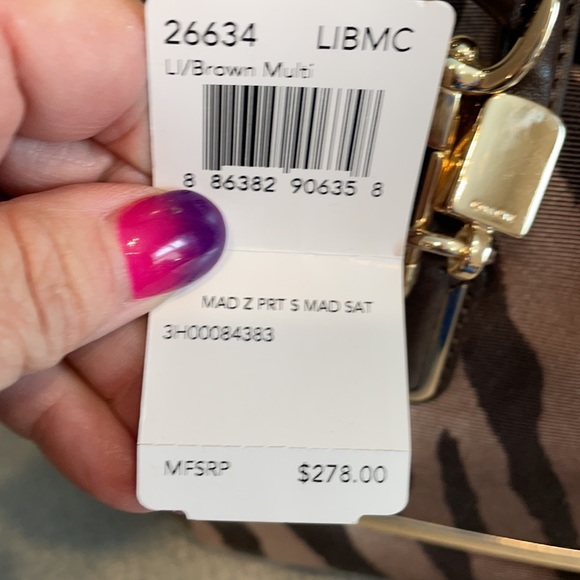 26634 LIBMC
LI/Brown Multi
8 86382 90635 8
MAD Z PRT S MAD SAT
3H00084383
MFSRP $278.00